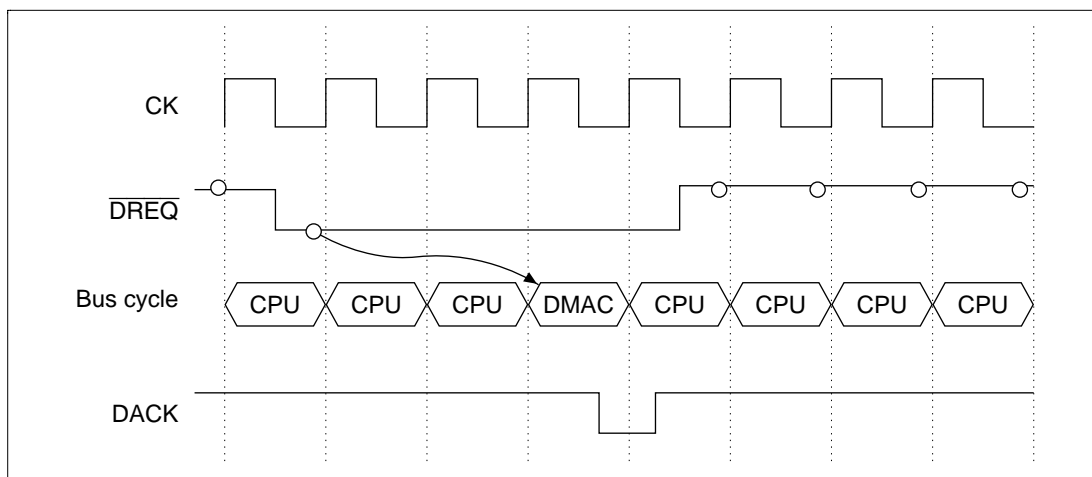 CK
DREQ
Bus cycle CPU CPU CPU DMAC CPU CPU CPU CPU
DACK